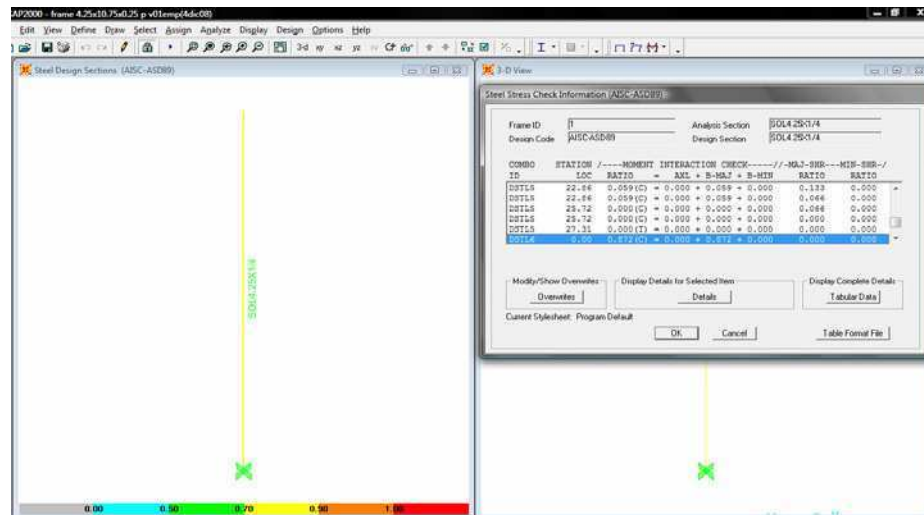 AP2000 - frame 4.25x10.75x0.25 p v01emp(4dic08)
Edit View Define Draw Select Assign Analyze Display Design Options Help
3-d xy xz yz
Steel Design Sections (AISC-ASD89)
3-D View
Steel Stress Check Information (AISC-ASD89)
Frame ID 1 Analysis Section SOL4.25X1/4
Design Code AISC-ASD89 Design Section SOL4.25X1/4
COMBO STATION /----MOMENT INTERACTION CHECK-----//-MAJ-SHR---MIN-SHR-/
ID LOC RATIO = AXL + B-MAJ + B-MIN RATIO RATIO
DSTL5 22.86 0.059(C) = 0.000 + 0.059 + 0.000 0.133 0.000
DSTL5 22.86 0.059(C) = 0.000 + 0.059 + 0.000 0.066 0.000
DSTL5 25.72 0.000(C) = 0.000 + 0.000 + 0.000 0.066 0.000
DSTL5 25.72 0.000(C) = 0.000 + 0.000 + 0.000 0.000 0.000
DSTL5 27.31 0.000(T) = 0.000 + 0.000 + 0.000 0.000 0.000
DSTL6 0.00 0.872(C) = 0.000 + 0.872 + 0.000 0.000 0.000
Modify/Show Overwrites Display Details for Selected Item Display Complete Details
Overwrites Details Tabular Data
Current Stylesheet: Program Default
OK Cancel Table Format File
SOL4.25X1/4
0.00 0.50 0.70 0.90 1.00